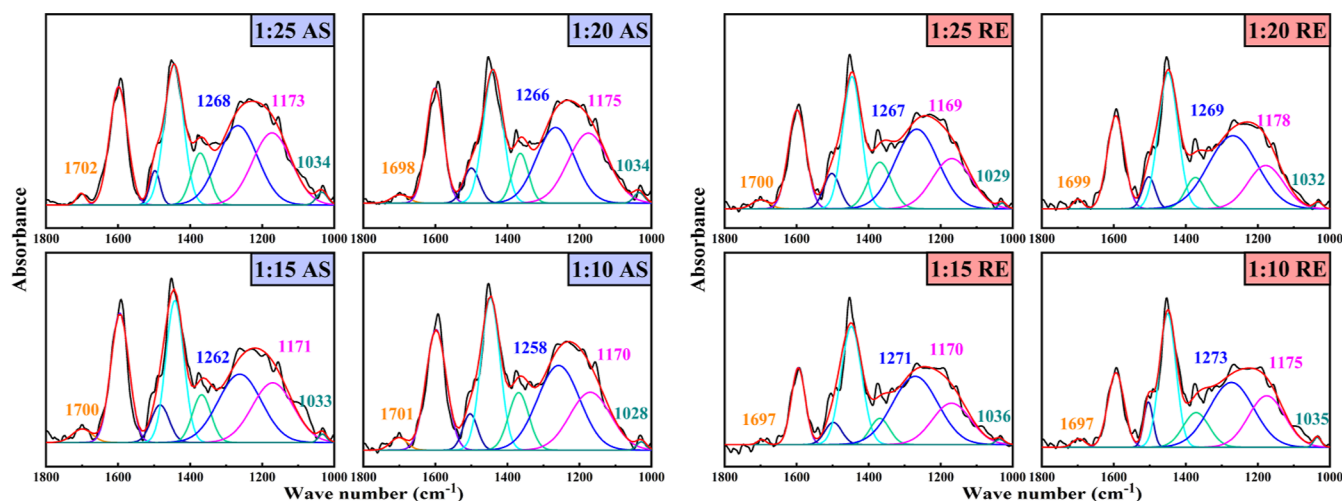 1:25 AS
1:20 AS
1:25 RE
1:20 RE
1702
1268
1173
1034
1698
1266
1175
1034
1700
1267
1169
1029
1699
1269
1178
1032
1800 1600 1400 1200 1000
1800 1600 1400 1200 1000
1800 1600 1400 1200 1000
1800 1600 1400 1200 1000
Absorbance
Absorbance
1:15 AS
1:10 AS
1:15 RE
1:10 RE
1700
1262
1171
1033
1701
1258
1170
1028
1697
1271
1170
1036
1697
1273
1175
1035
1800 1600 1400 1200 1000
1800 1600 1400 1200 1000
1800 1600 1400 1200 1000
1800 1600 1400 1200 1000
Wave number (cm⁻¹)
Wave number (cm⁻¹)